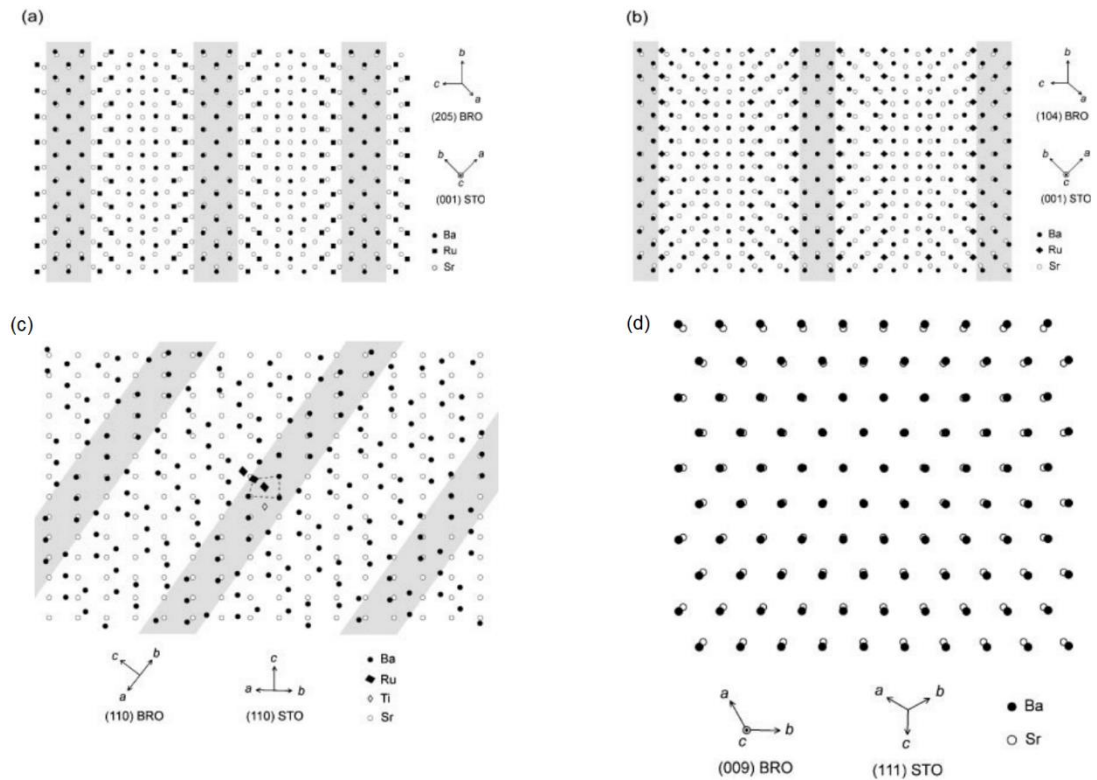 (a)
b
c
a
(205) BRO
b
a
c
(001) STO
Ba
Ru
Sr
(b)
b
c
a
(104) BRO
b
a
c
(001) STO
Ba
Ru
Sr
(c)
c
b
a
(110) BRO
c
a
b
(110) STO
Ba
Ru
Ti
Sr
(d)
a
c
b
(009) BRO
a
b
c
(111) STO
Ba
Sr